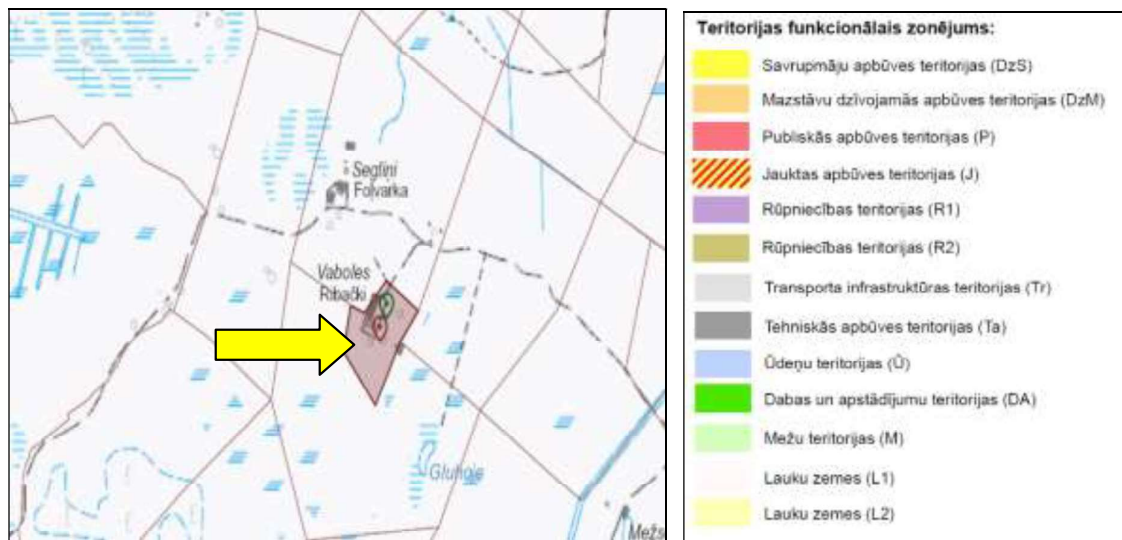 Segliņi
Folvarka
Vaboles
Ribački
Gluhoje
Mežs
Teritorijas funkcionālais zonējums:
Savrupmāju apbūves teritorijas (DzS)
Mazstāvu dzīvojamās apbūves teritorijas (DzM)
Publiskās apbūves teritorijas (P)
Jauktas apbūves teritorijas (J)
Rūpniecības teritorijas (R1)
Rūpniecības teritorijas (R2)
Transporta infrastruktūras teritorijas (Tr)
Tehniskās apbūves teritorijas (Ta)
Ūdeņu teritorijas (Ū)
Dabas un apstādījumu teritorijas (DA)
Mežu teritorijas (M)
Lauku zemes (L1)
Lauku zemes (L2)